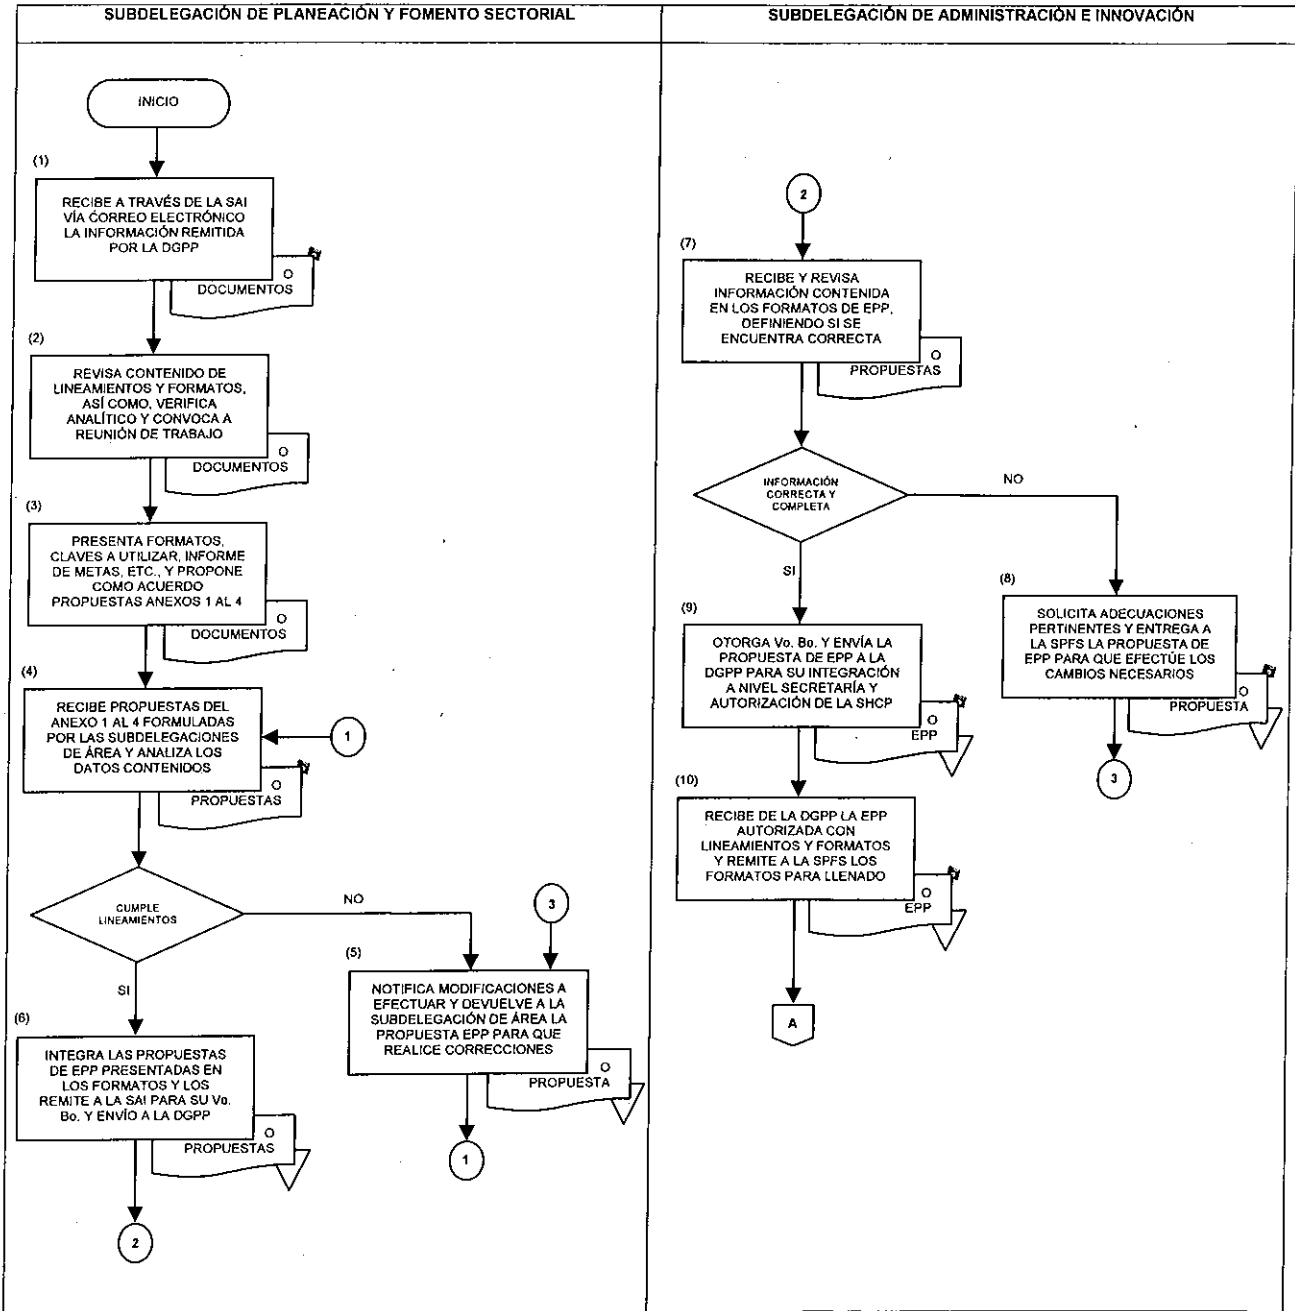 SUBDELEGACIÓN DE PLANEACIÓN Y FOMENTO SECTORIAL
INICIO
(1)
RECIBE A TRAVÉS DE LA SAI
VÍA CORREO ELECTRÓNICO
LA INFORMACIÓN REMITIDA
POR LA DGPP
O
DOCUMENTOS
(2)
REVISA CONTENIDO DE
LINEAMIENTOS Y FORMATOS,
ASÍ COMO, VERIFICA
ANALÍTICO Y CONVOCA A
REUNIÓN DE TRABAJO
O
DOCUMENTOS
(3)
PRESENTA FORMATOS,
CLAVES A UTILIZAR, INFORME
DE METAS, ETC., Y PROPONE
COMO ACUERDO
PROPUESTAS ANEXOS 1 AL 4
O
DOCUMENTOS
(4)
RECIBE PROPUESTAS DEL
ANEXO 1 AL 4 FORMULADAS
POR LAS SUBDELEGACIONES
DE ÁREA Y ANALIZA LOS
DATOS CONTENIDOS
1
O
PROPUESTAS
CUMPLE
LINEAMIENTOS
NO
3
SI
(5)
NOTIFICA MODIFICACIONES A
EFECTUAR Y DEVUELVE A LA
SUBDELEGACIÓN DE ÁREA LA
PROPUESTA EPP PARA QUE
REALICE CORRECCIONES
O
PROPUESTA
1
(6)
INTEGRA LAS PROPUESTAS
DE EPP PRESENTADAS EN
LOS FORMATOS Y LOS
REMITE A LA SAI PARA SU Vo.
Bo. Y ENVÍO A LA DGPP
O
PROPUESTAS
2
SUBDELEGACIÓN DE ADMINISTRACIÓN E INNOVACIÓN
2
(7)
RECIBE Y REVISA
INFORMACIÓN CONTENIDA
EN LOS FORMATOS DE EPP,
DEFINIENDO SI SE
ENCUENTRA CORRECTA
O
PROPUESTAS
INFORMACIÓN
CORRECTA Y
COMPLETA
NO
SI
(8)
SOLICITA ADECUACIONES
PERTINENTES Y ENTREGA A
LA SPFS LA PROPUESTA DE
EPP PARA QUE EFECTÚE LOS
CAMBIOS NECESARIOS
O
PROPUESTA
3
(9)
OTORGA Vo. Bo. Y ENVÍA LA
PROPUESTA DE EPP A LA
DGPP PARA SU INTEGRACIÓN
A NIVEL SECRETARÍA Y
AUTORIZACIÓN DE LA SHCP
O
EPP
(10)
RECIBE DE LA DGPP LA EPP
AUTORIZADA CON
LINEAMIENTOS Y FORMATOS
Y REMITE A LA SPFS LOS
FORMATOS PARA LLENADO
O
EPP
A